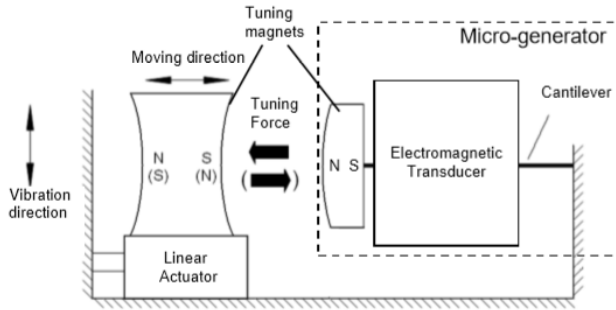 Tuning
magnets
Micro-generator
Moving direction
Cantilever
Tuning
Force
N S
(S) (N)
( )
N S
Electromagnetic
Transducer
Vibration
direction
Linear
Actuator